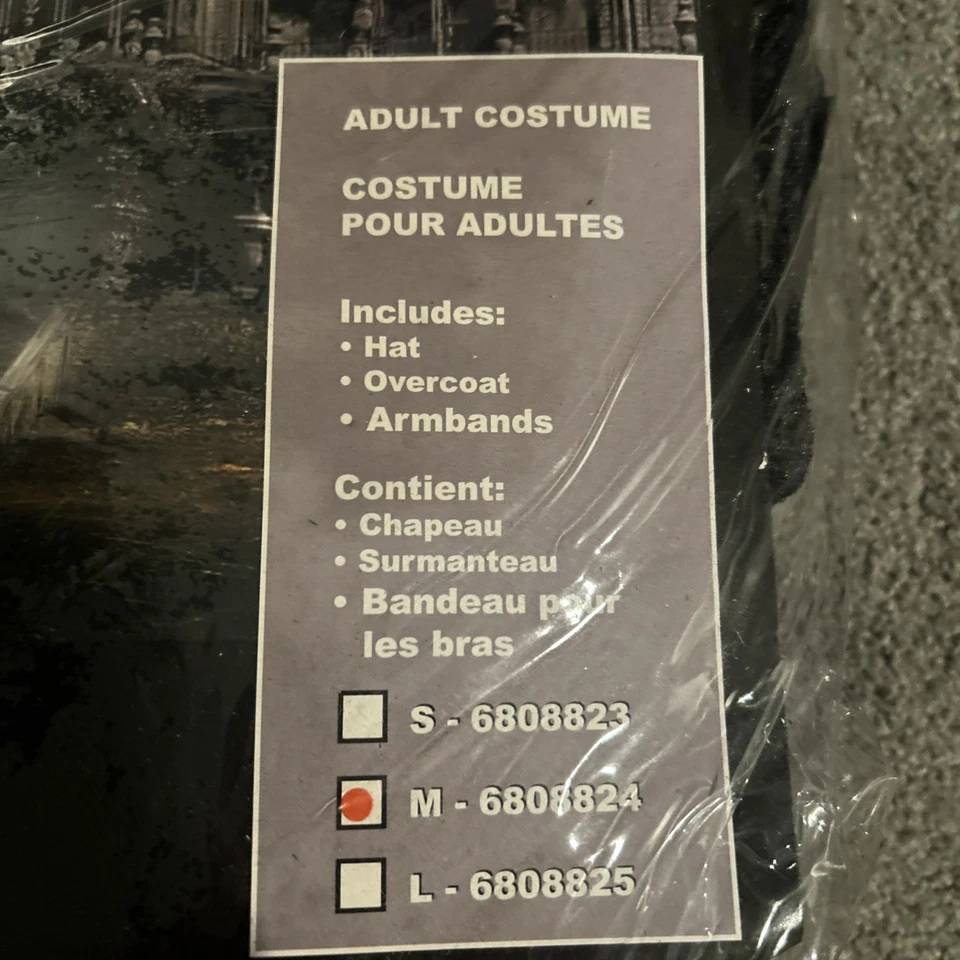 ADULT COSTUME
COSTUME
POUR ADULTES
Includes:
• Hat
• Overcoat
• Armbands
Contient:
• Chapeau
• Surmanteau
• Bandeau pour
les bras
S - 6808823
M - 6808824
L - 6808825